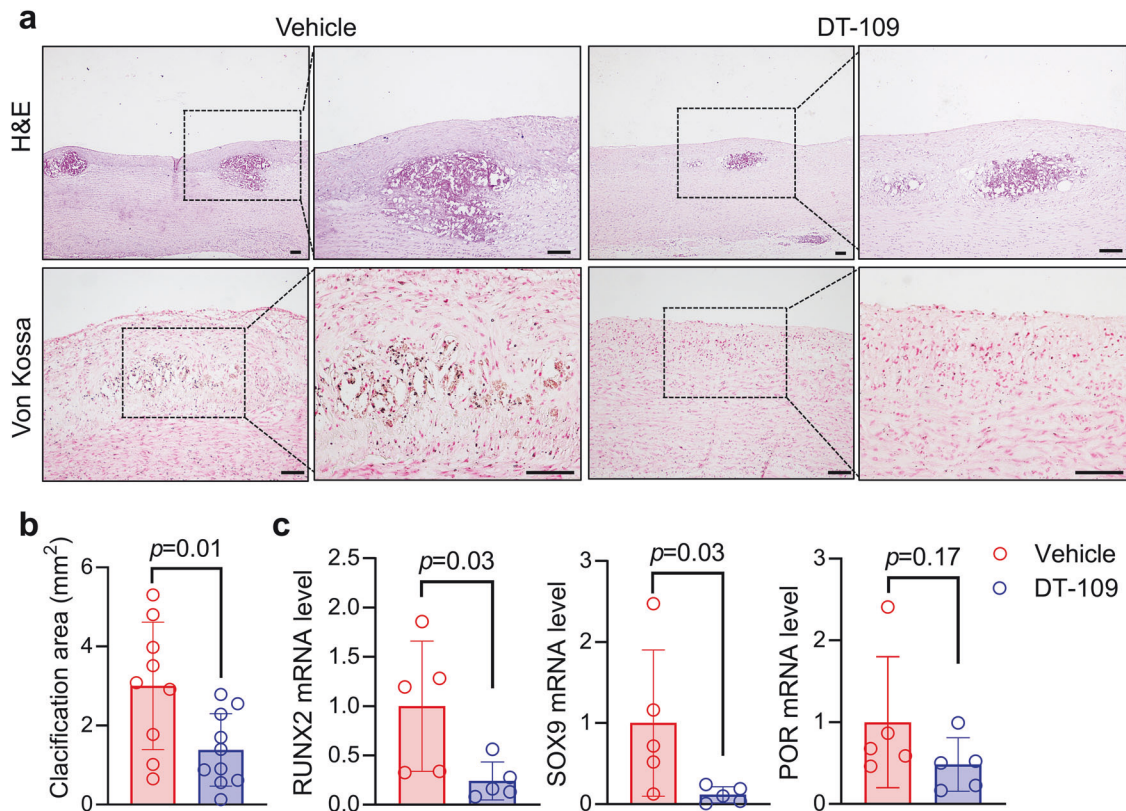 a
Vehicle
DT-109
H&E
Von Kossa
b
Clacification area (mm2)
6
4
2
0
p=0.01
c
RUNX2 mRNA level
2.5
2.0
1.5
1.0
0.5
0.0
p=0.03
SOX9 mRNA level
3
2
1
0
p=0.03
POR mRNA level
3
2
1
0
p=0.17
Vehicle
DT-109